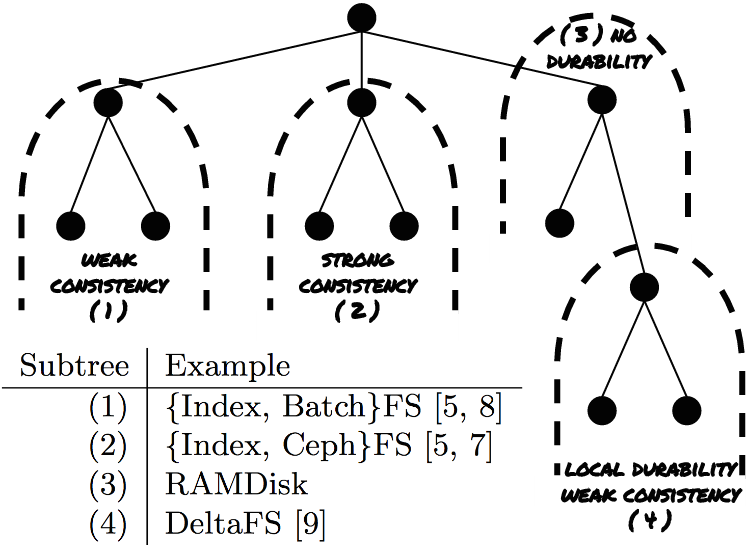 (3) NO
DURABILITY
WEAK
CONSISTENCY
(1)
STRONG
CONSISTENCY
(2)
LOCAL DURABILITY
WEAK CONSISTENCY
(4)
Subtree Example
(1) {Index, Batch}FS [5, 8]
(2) {Index, Ceph}FS [5, 7]
(3) RAMDisk
(4) DeltaFS [9]